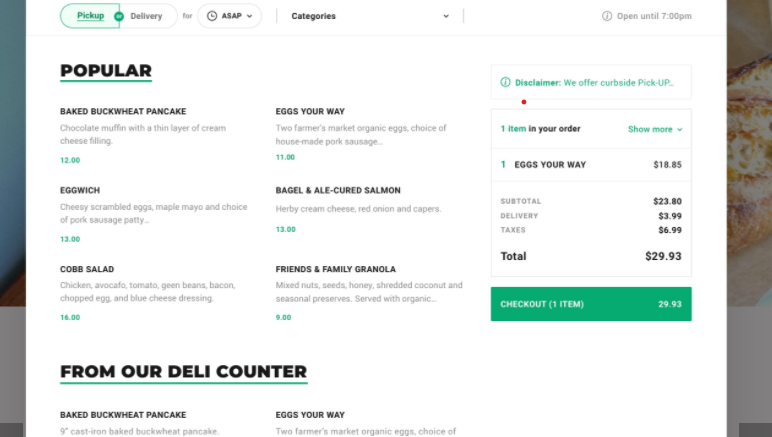 Pickup or Delivery for ASAP Categories Open until 7:00pm
POPULAR
BAKED BUCKWHEAT PANCAKE
Chocolate muffin with a thin layer of cream
cheese filling.
12.00
EGGS YOUR WAY
Two farmer's market organic eggs, choice of
house-made pork sausage...
11.00
EGGWICH
Cheesy scrambled eggs, maple mayo and choice
of pork sausage patty...
13.00
BAGEL & ALE-CURED SALMON
Herby cream cheese, red onion and capers.
13.00
COBB SALAD
Chicken, avocafo, tomato, geen beans, bacon,
chopped egg, and blue cheese dressing.
16.00
FRIENDS & FAMILY GRANOLA
Mixed nuts, seeds, honey, shredded coconut and
seasonal preserves. Served with organic...
9.00
FROM OUR DELI COUNTER
BAKED BUCKWHEAT PANCAKE
9" cast-iron baked buckwheat pancake.
EGGS YOUR WAY
Two farmer's market organic eggs, choice of
Disclaimer: We offer curbside Pick-UP...
1 item in your order Show more
1 EGGS YOUR WAY $18.85
SUBTOTAL $23.80
DELIVERY $3.99
TAXES $6.99
Total $29.93
CHECKOUT (1 ITEM) 29.93